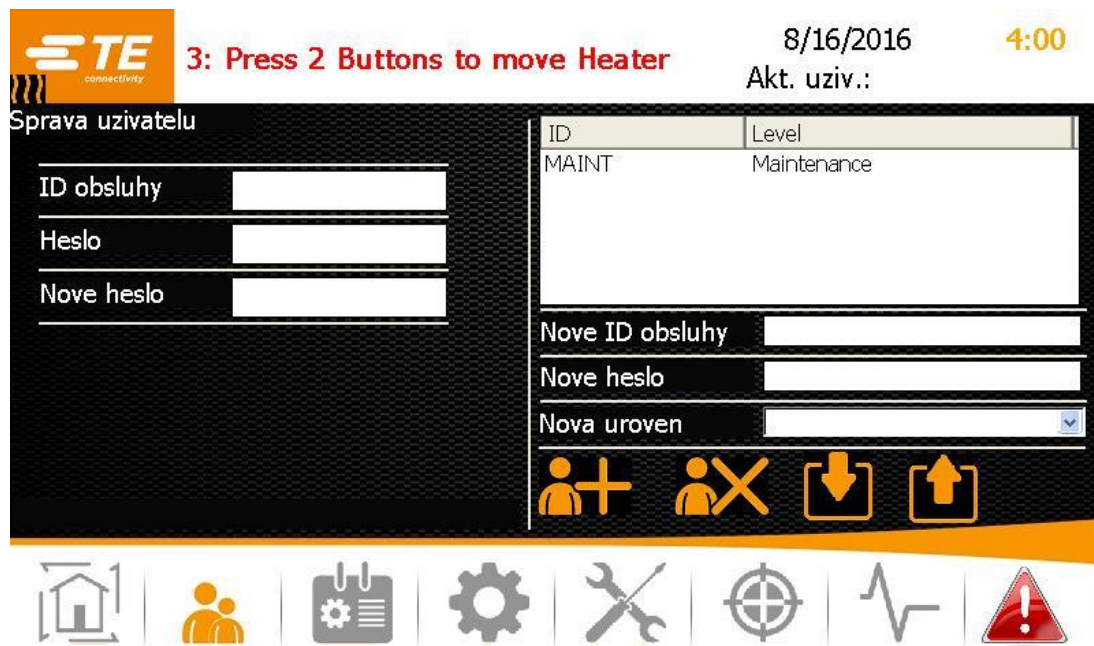 TE
connectivity
3: Press 2 Buttons to move Heater
8/16/2016
4:00
Akt. uziv.:
Sprava uzivatelu
ID obsluhy
Heslo
Nove heslo
ID Level
MAINT Maintenance
Nove ID obsluhy
Nove heslo
Nova uroven